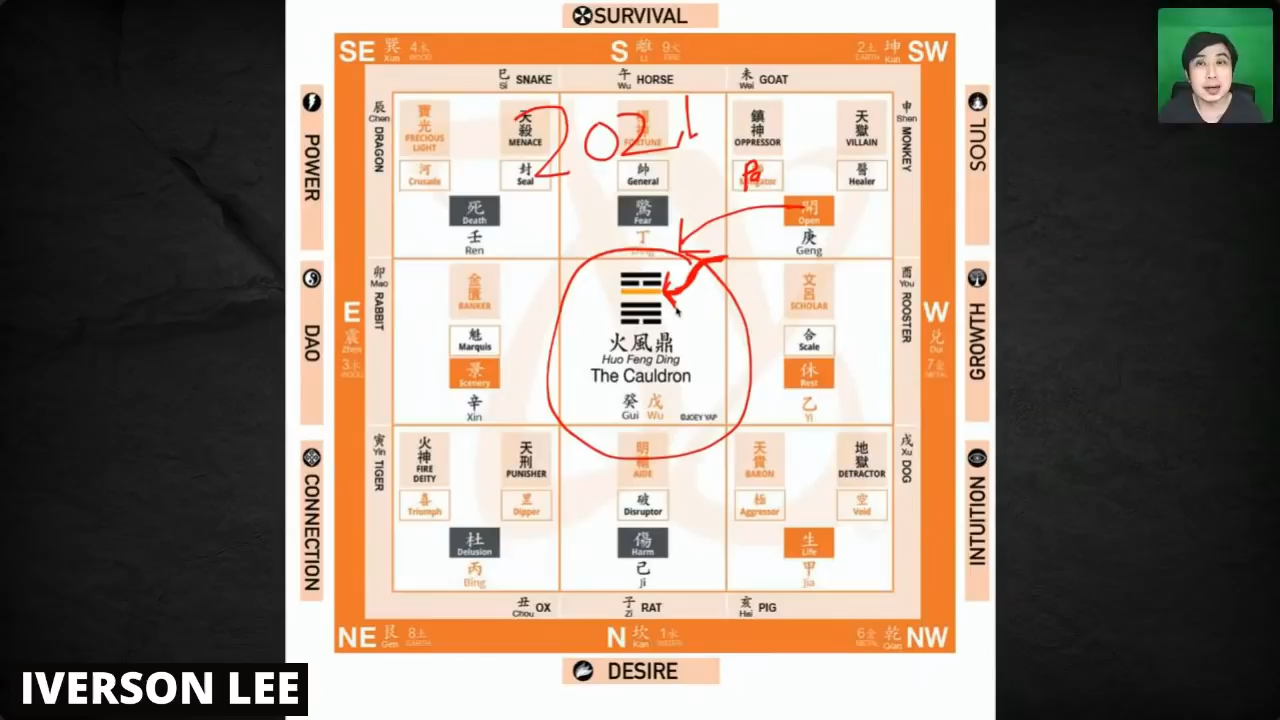 SURVIVAL
SE 巽 Xun 4木 WOOD
S 離 Li 9火 FIRE
2土 EARTH 坤 Kun SW
巳 Si SNAKE
午 Wu HORSE
未 Wei GOAT
POWER
辰 Chen DRAGON
寶光 PRECIOUS LIGHT
天殺 MENACE
2021
FORTUNE
鎮神 OPPRESSOR
天獄 VILLAIN
申 Shen MONKEY
SOUL
河 Crusade
封 Seal
帥 General
醫 Healer
死 Death
驚 Fear
開 Open
壬 Ren
丁
庚 Geng
DAO
E 震 Zhen 3木 WOOD
卯 Mao RABBIT
金匱 BANKER
魁 Marquis
景 Scenery
辛 Xin
火風鼎
Huo Feng Ding
The Cauldron
癸 Gui
戊 Wu
©JOEY YAP
文呂 SCHOLAR
合 Scale
休 Rest
乙 Yi
酉 You ROOSTER
W 兌 Dui 7金 METAL
GROWTH
CONNECTION
寅 Yin TIGER
火神 FIRE DEITY
天刑 PUNISHER
明輔 AIDE
天貴 BARON
地獄 DETRACTOR
戌 Xu DOG
INTUITION
喜 Triumph
罡 Dipper
破 Disruptor
極 Aggressor
空 Void
杜 Delusion
傷 Harm
生 Life
丙 Bing
己 Ji
甲 Jia
丑 Chou OX
子 Zi RAT
亥 Hai PIG
NE 艮 Gen 8土 EARTH
N 坎 Kan 1水 WATER
6金 METAL 乾 Qian NW
DESIRE
IVERSON LEE